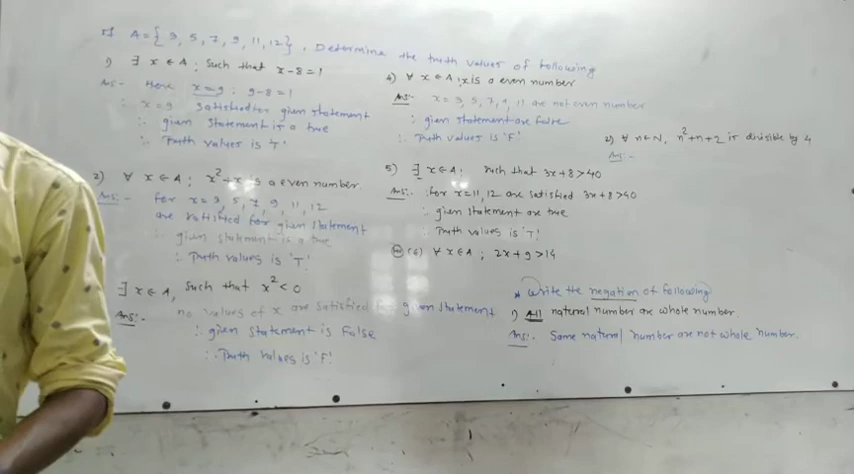 A = { 3, 5, 7, 9, 11, 12 }, Determine the truth values of following
1) ∃ x ∈ A; Such that x-8=1
Ans:- Here x=9; 9-8=1
∴ x=9 satisfied for given statement
∴ given statement is a true
∴ Truth values is 'T'
2) ∀ x ∈ A; x²+x is a even number.
Ans:- For x=3, 5, 7, 9, 11, 12
are satisfied for given statement
∴ given statement is a true
∴ Truth values is 'T'
∃ x ∈ A, Such that x² < 0
Ans:- no values of x are satisfied for given statement
∴ given statement is False
∴ Truth values is 'F'
4) ∀ x ∈ A; x is a even number
Ans:- x=3, 5, 7, 9, 11 are not even number
∴ given statement are false
∴ Truth values is 'F'
5) ∃ x ∈ A; such that 3x+8>40
Ans:- for x=11, 12 are satisfied 3x+8>40
∴ given statement are true
∴ Truth values is 'T'
(6) ∀ x ∈ A; 2x+9>14
2) ∀ n ∈ N, n²+n+2 is divisible by 4
Ans:-
* Write the negation of following
1) All natural number are whole number.
Ans:- Some natural number are not whole number.